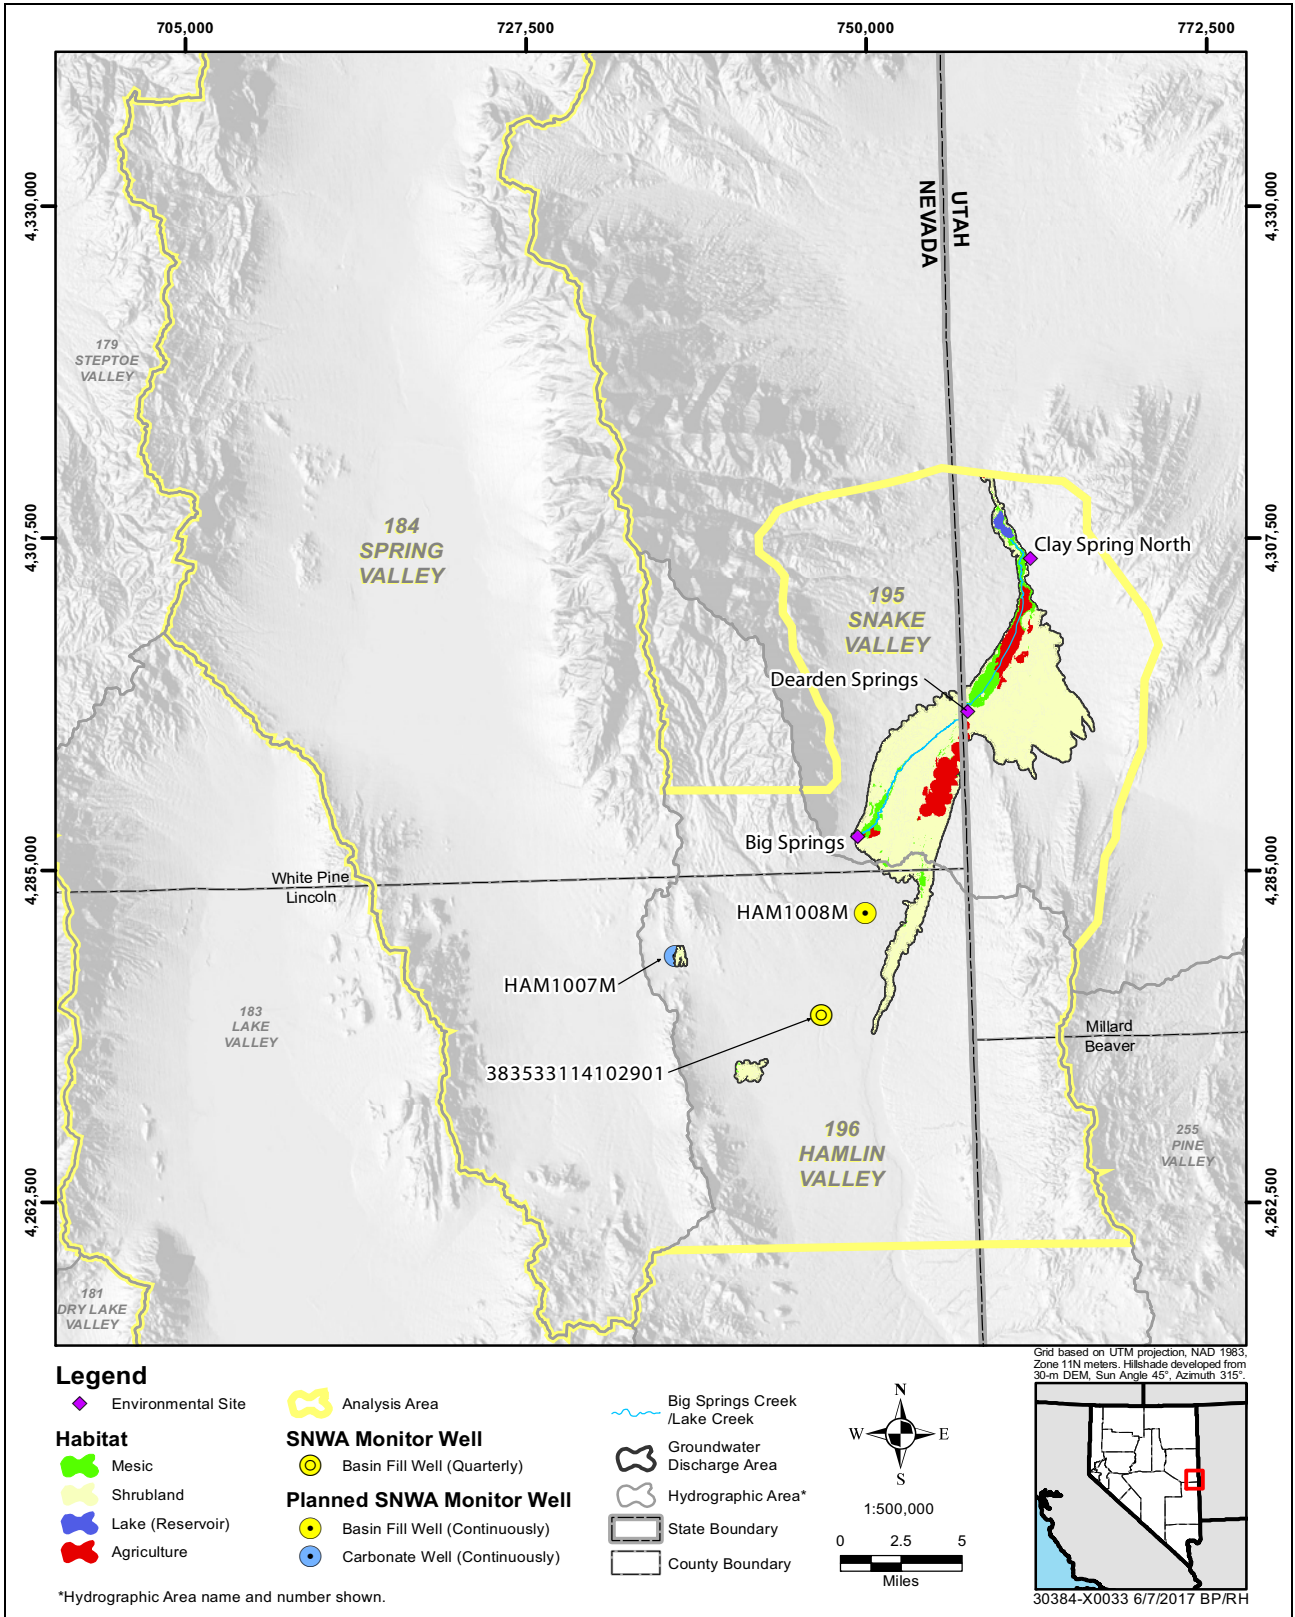 705,000
727,500
750,000
772,500
4,330,000
4,330,000
UTAH
NEVADA
179
STEPTOE
VALLEY
4,307,500
4,307,500
184
SPRING
VALLEY
Clay Spring North
195
SNAKE
VALLEY
Dearden Springs
Big Springs
4,285,000
4,285,000
White Pine
Lincoln
HAM1008M
HAM1007M
183
LAKE
VALLEY
Millard
Beaver
383533114102901
196
HAMLIN
VALLEY
255
PINE
VALLEY
4,262,500
4,262,500
181
DRY LAKE
VALLEY
Grid based on UTM projection, NAD 1983,
Zone 11N meters. Hillshade developed from
30-m DEM, Sun Angle 45°, Azimuth 315°.
Legend
Environmental Site
Habitat
Mesic
Shrubland
Lake (Reservoir)
Agriculture
Analysis Area
SNWA Monitor Well
Basin Fill Well (Quarterly)
Planned SNWA Monitor Well
Basin Fill Well (Continuously)
Carbonate Well (Continuously)
Big Springs Creek
/Lake Creek
Groundwater
Discharge Area
Hydrographic Area*
State Boundary
County Boundary
N
W
E
S
1:500,000
0 2.5 5
Miles
*Hydrographic Area name and number shown.
30384-X0033 6/7/2017 BP/RH